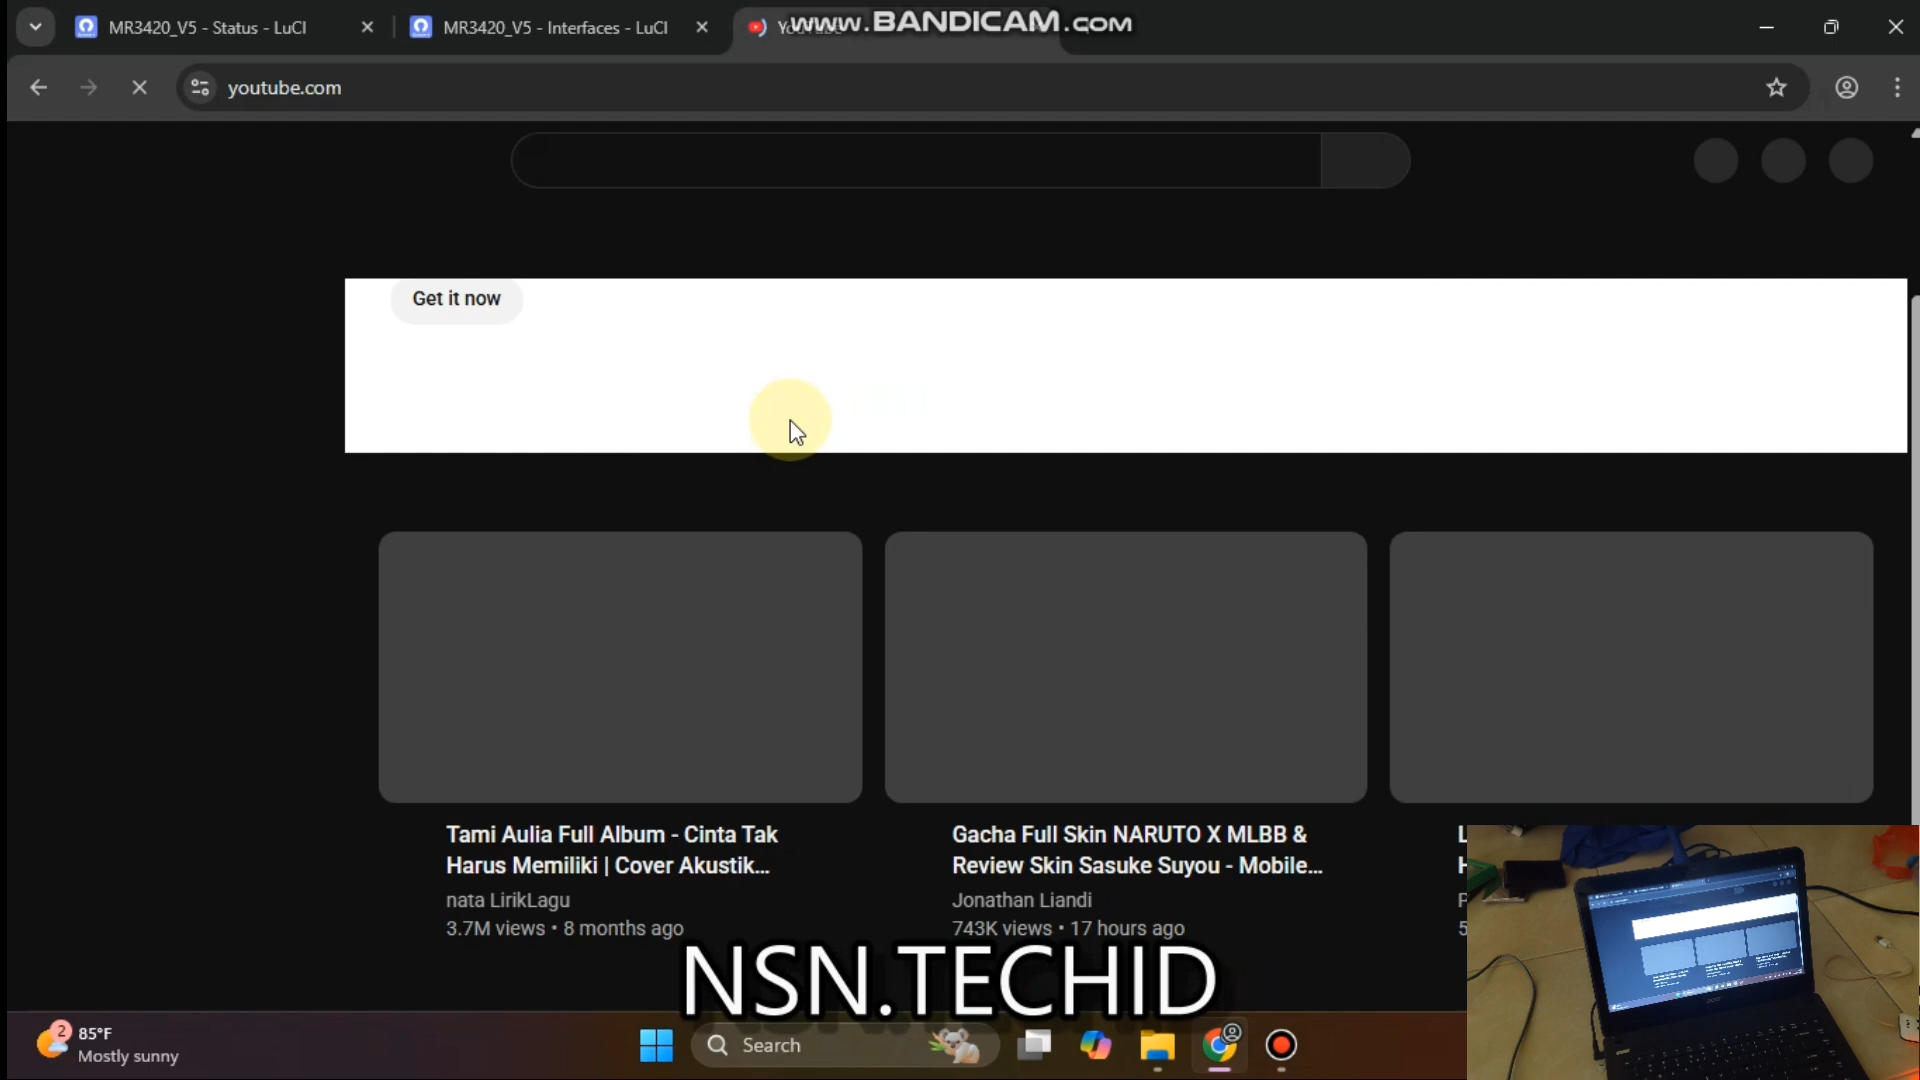 MR3420_V5 - Status - LuCI
MR3420_V5 - Interfaces - LuCI
YouTube
www.BANDICAM.com
youtube.com
Get it now
Tami Aulia Full Album - Cinta Tak
Harus Memiliki | Cover Akustik...
nata LirikLagu
3.7M views • 8 months ago
Gacha Full Skin NARUTO X MLBB &
Review Skin Sasuke Suyou - Mobile...
Jonathan Liandi
743K views • 17 hours ago
NSN.TECHID
2
85°F
Mostly sunny
Search